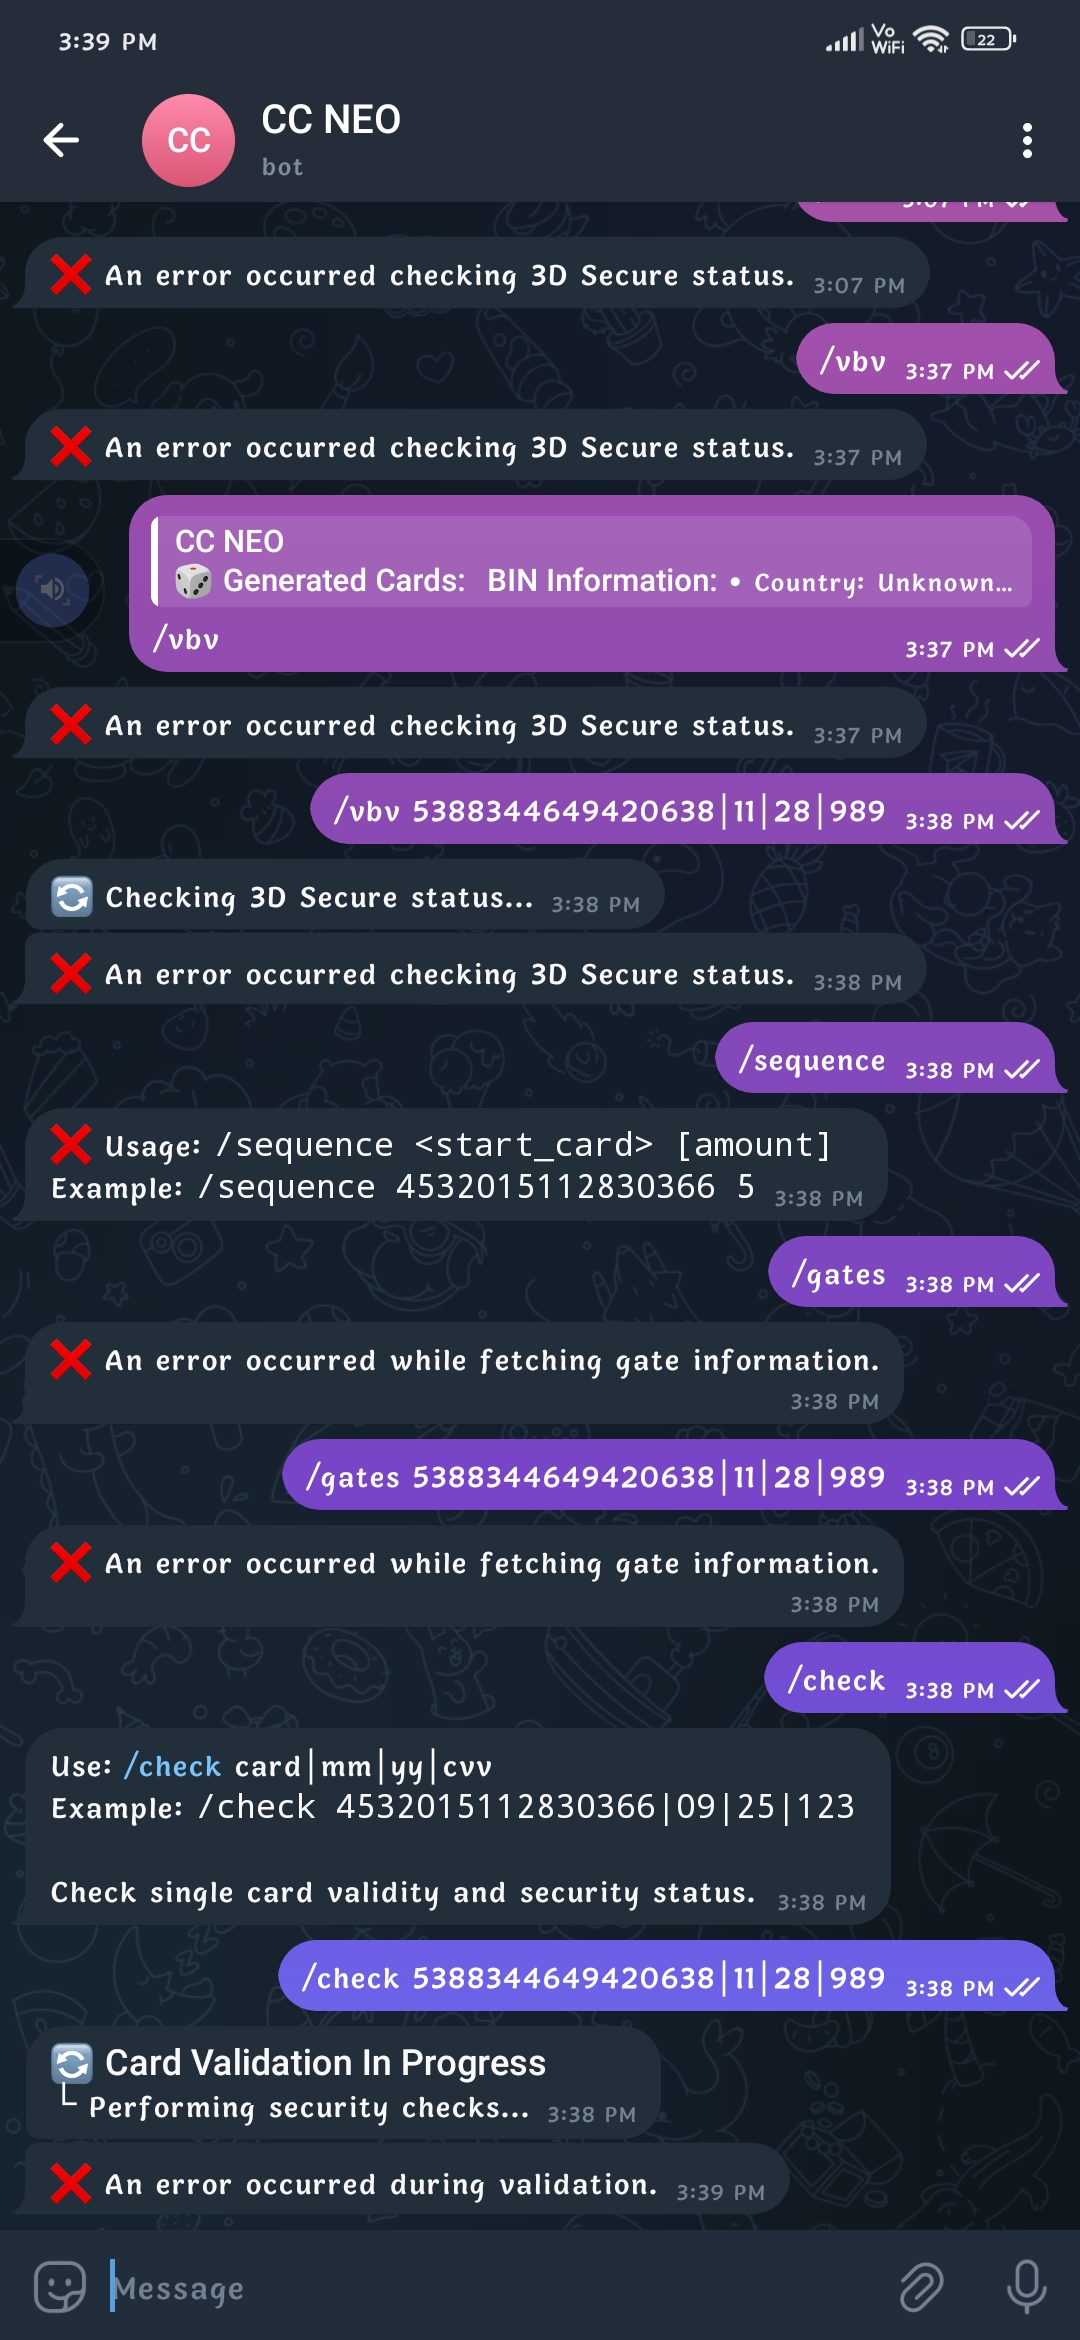 3:39 PM
Vo
WiFi
22
CC
CC NEO
bot
3:07 PM
❌ An error occurred checking 3D Secure status. 3:07 PM
/vbv 3:37 PM
❌ An error occurred checking 3D Secure status. 3:37 PM
CC NEO
🎲 Generated Cards: BIN Information: • Country: Unknown...
/vbv 3:37 PM
❌ An error occurred checking 3D Secure status. 3:37 PM
/vbv 5388344649420638|11|28|989 3:38 PM
🔄 Checking 3D Secure status... 3:38 PM
❌ An error occurred checking 3D Secure status. 3:38 PM
/sequence 3:38 PM
❌ Usage: /sequence <start_card> [amount]
Example: /sequence 4532015112830366 5 3:38 PM
/gates 3:38 PM
❌ An error occurred while fetching gate information.
3:38 PM
/gates 5388344649420638|11|28|989 3:38 PM
❌ An error occurred while fetching gate information.
3:38 PM
/check 3:38 PM
Use: /check card|mm|yy|cvv
Example: /check 4532015112830366|09|25|123
Check single card validity and security status. 3:38 PM
/check 5388344649420638|11|28|989 3:38 PM
🔄 Card Validation In Progress
└ Performing security checks... 3:38 PM
❌ An error occurred during validation. 3:39 PM
Message